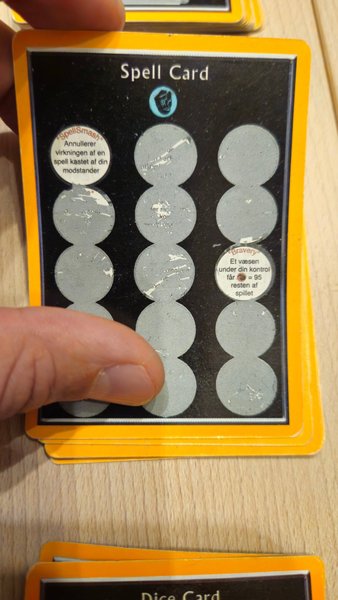 Spell Card
"SpellSmash"
Annullerer
virkningen af en
spell kastet af din
modstander
"Bravery"
Et væsen
under din kontrol
får = 95
resten af
spillet
Dice Card